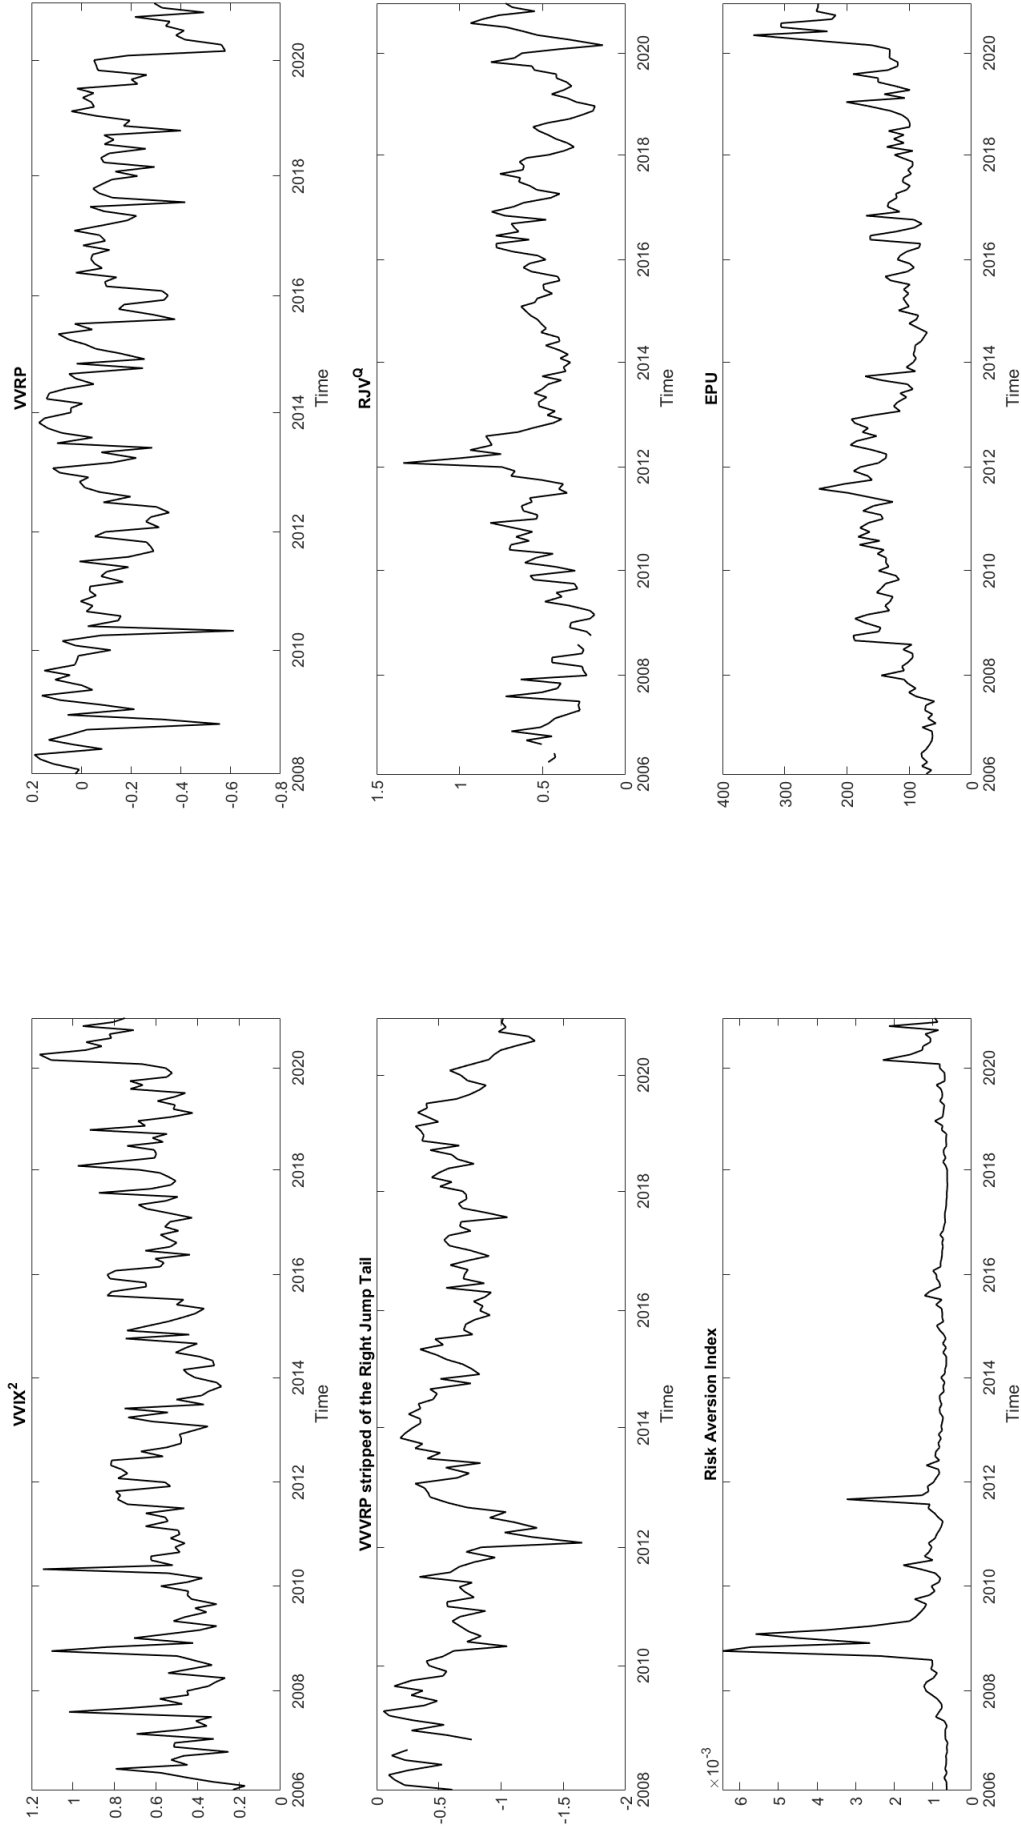 VVIX²
1.2
1
0.8
0.6
0.4
0.2
0
2006 2008 2010 2012 2014 2016 2018 2020
Time
VVRP
0.2
0
-0.2
-0.4
-0.6
-0.8
2008 2010 2012 2014 2016 2018 2020
Time
VVVRP stripped of the Right Jump Tail
0
-0.5
-1
-1.5
-2
2008 2010 2012 2014 2016 2018 2020
Time
RJV^Q
1.5
1
0.5
0
2006 2008 2010 2012 2014 2016 2018 2020
Time
Risk Aversion Index
×10⁻³
6
5
4
3
2
1
0
2006 2008 2010 2012 2014 2016 2018 2020
Time
EPU
400
300
200
100
0
2006 2008 2010 2012 2014 2016 2018 2020
Time